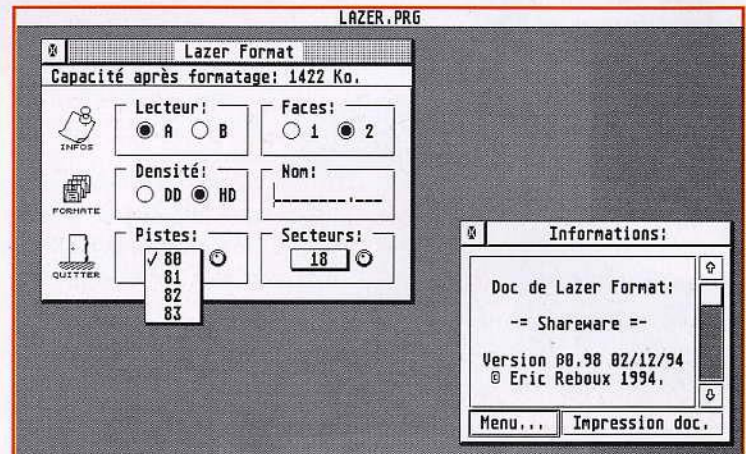 LAZER.PRG
Lazer Format
Capacité après formatage: 1422 Ko.
INFOS
Lecteur:
A B
Faces:
1 2
FORMATE
Densité:
DD HD
Nom:
________.___
QUITTER
Pistes:
✓ 80
81
82
83
Secteurs:
18
Informations:
Doc de Lazer Format:
-= Shareware =-
Version β0.98 02/12/94
© Eric Reboux 1994.
Menu... Impression doc.